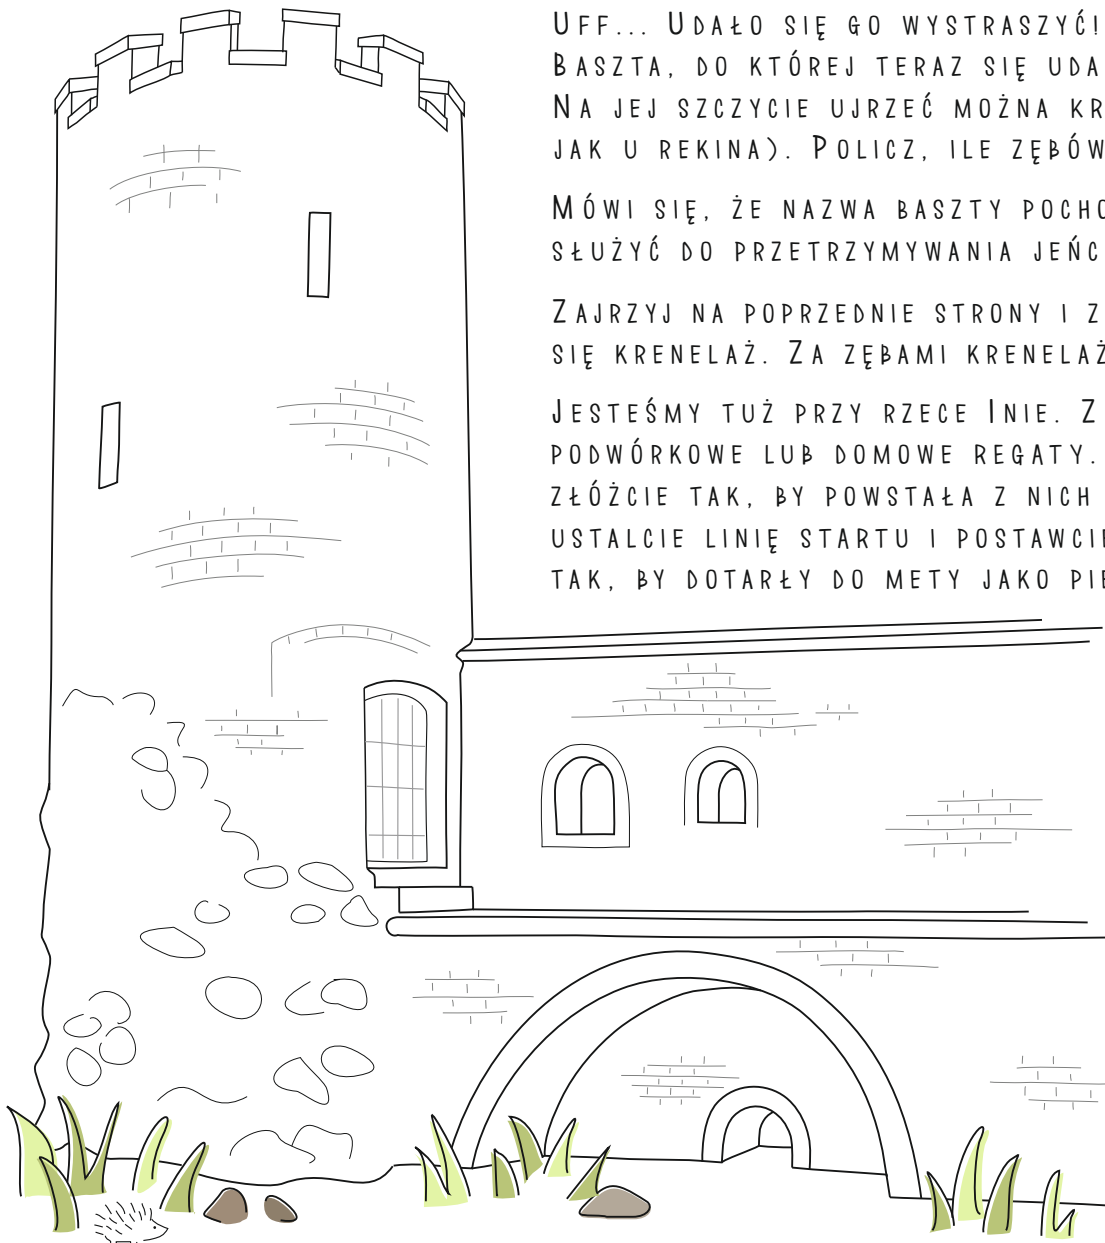 Uff... Udało się go wystraszyć!
Baszta, do której teraz się uda
Na jej szczycie ujrzeć można kr
jak u rekina). Policz, ile zębów
Mówi się, że nazwa baszty pocho
służyć do przetrzymywania jeńc
Zajrzyj na poprzednie strony i z
się krenelaż. Za zębami krenelaż
Jesteśmy tuż przy rzece Inie. Z
podwórkowe lub domowe regaty.
złóżcie tak, by powstała z nich
ustalcie linię startu i postawcie
tak, by dotarły do mety jako pie